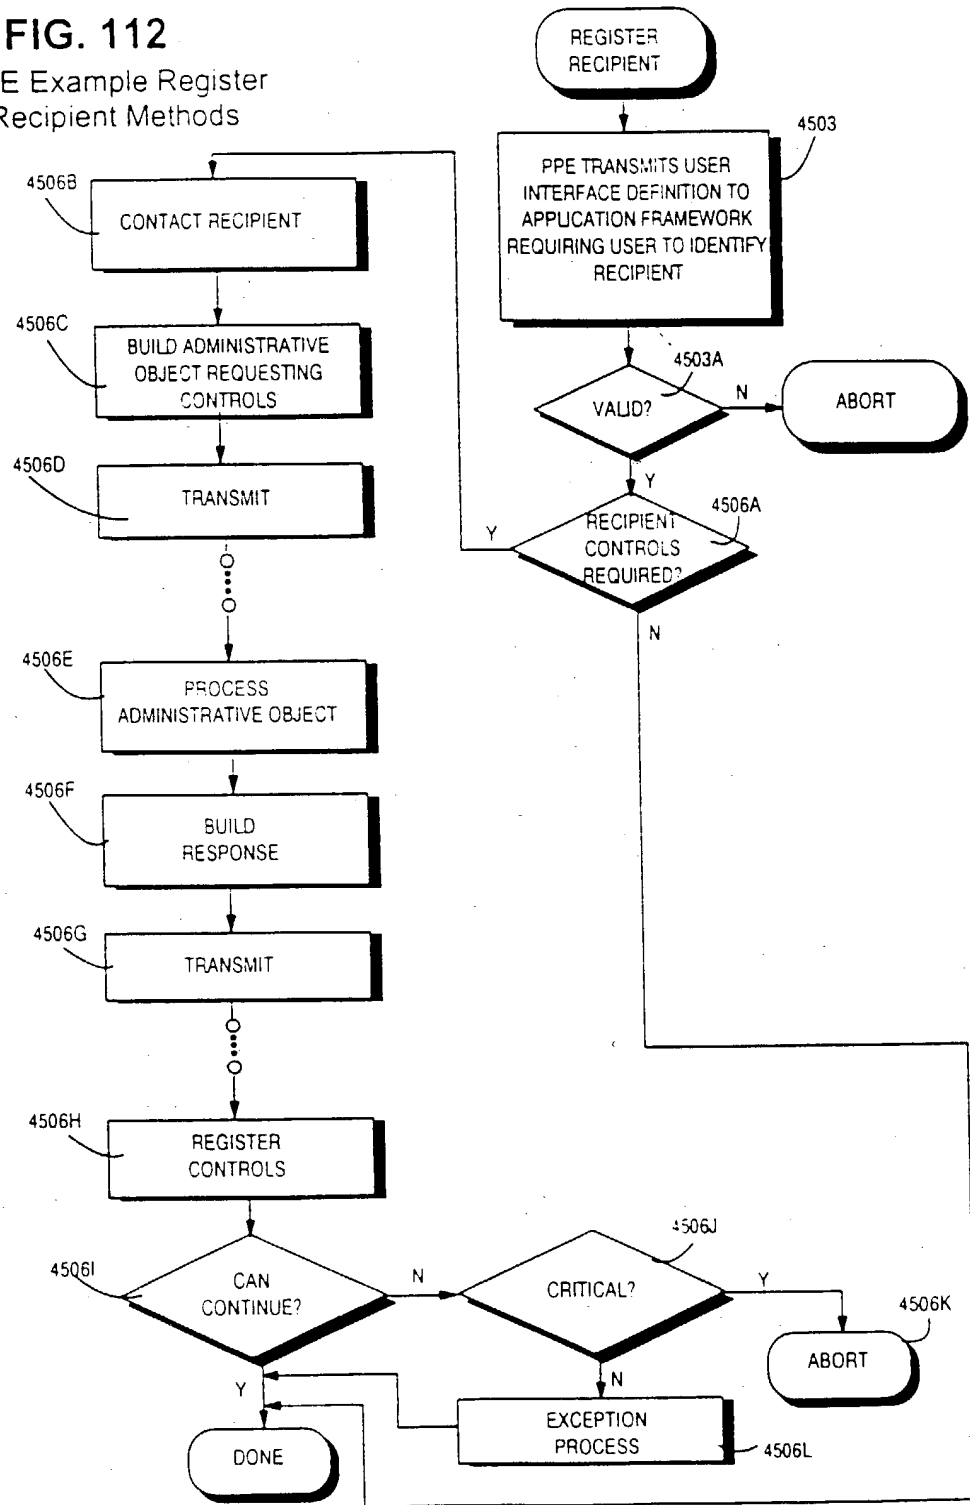 FIG. 112
E Example Register
Recipient Methods
REGISTER
RECIPIENT
4503
PPE TRANSMITS USER
INTERFACE DEFINITION TO
APPLICATION FRAMEWORK
REQUIRING USER TO IDENTIFY
RECIPIENT
4503A
VALID?
N
ABORT
Y
4506A
RECIPIENT
CONTROLS
REQUIRED?
Y
N
4506B
CONTACT RECIPIENT
4506C
BUILD ADMINISTRATIVE
OBJECT REQUESTING
CONTROLS
4506D
TRANSMIT
4506E
PROCESS
ADMINISTRATIVE OBJECT
4506F
BUILD
RESPONSE
4506G
TRANSMIT
4506H
REGISTER
CONTROLS
4506I
CAN
CONTINUE?
N
4506J
CRITICAL?
Y
4506K
ABORT
N
EXCEPTION
PROCESS
4506L
Y
DONE